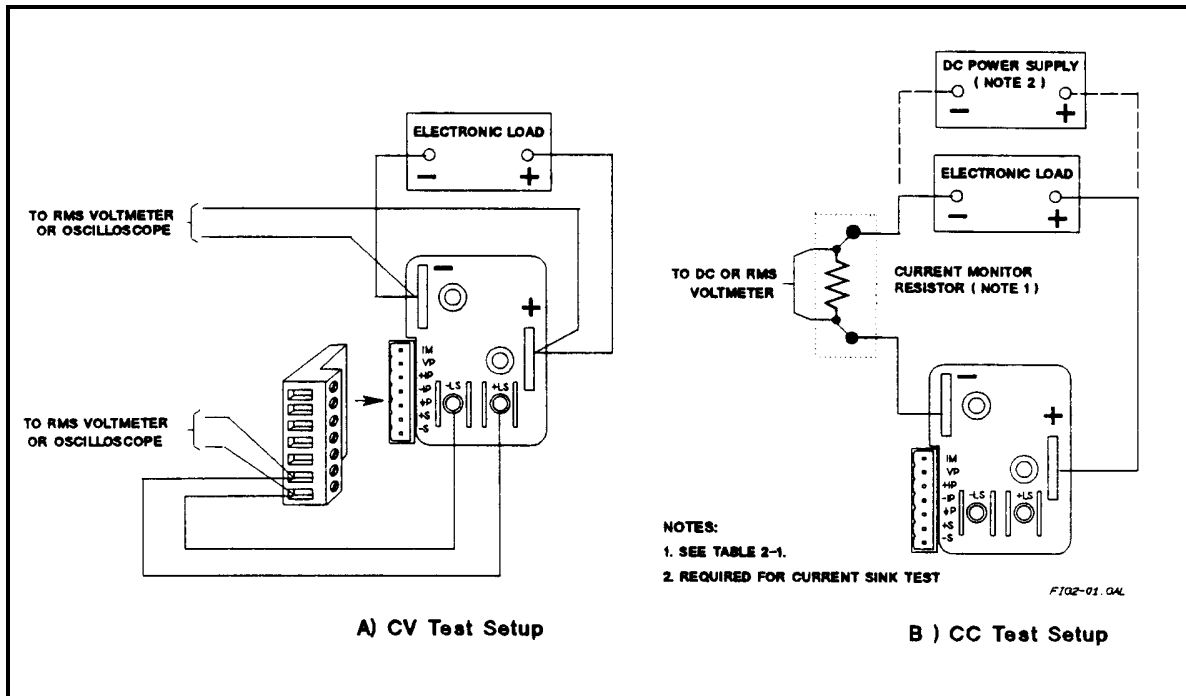 ELECTRONIC LOAD
− +
TO RMS VOLTMETER
OR OSCILLOSCOPE
−
+
IM
VP
+IP
-IP
+P
+S
-S
-LS +LS
TO RMS VOLTMETER
OR OSCILLOSCOPE
A) CV Test Setup
DC POWER SUPPLY
( NOTE 2 )
− +
ELECTRONIC LOAD
− +
TO DC OR RMS
VOLTMETER
CURRENT MONITOR
RESISTOR ( NOTE 1 )
−
+
IM
VP
+IP
-IP
+P
+S
-S
-LS +LS
NOTES:
1. SEE TABLE 2-1.
2. REQUIRED FOR CURRENT SINK TEST
FIG2-01.GAL
B ) CC Test Setup